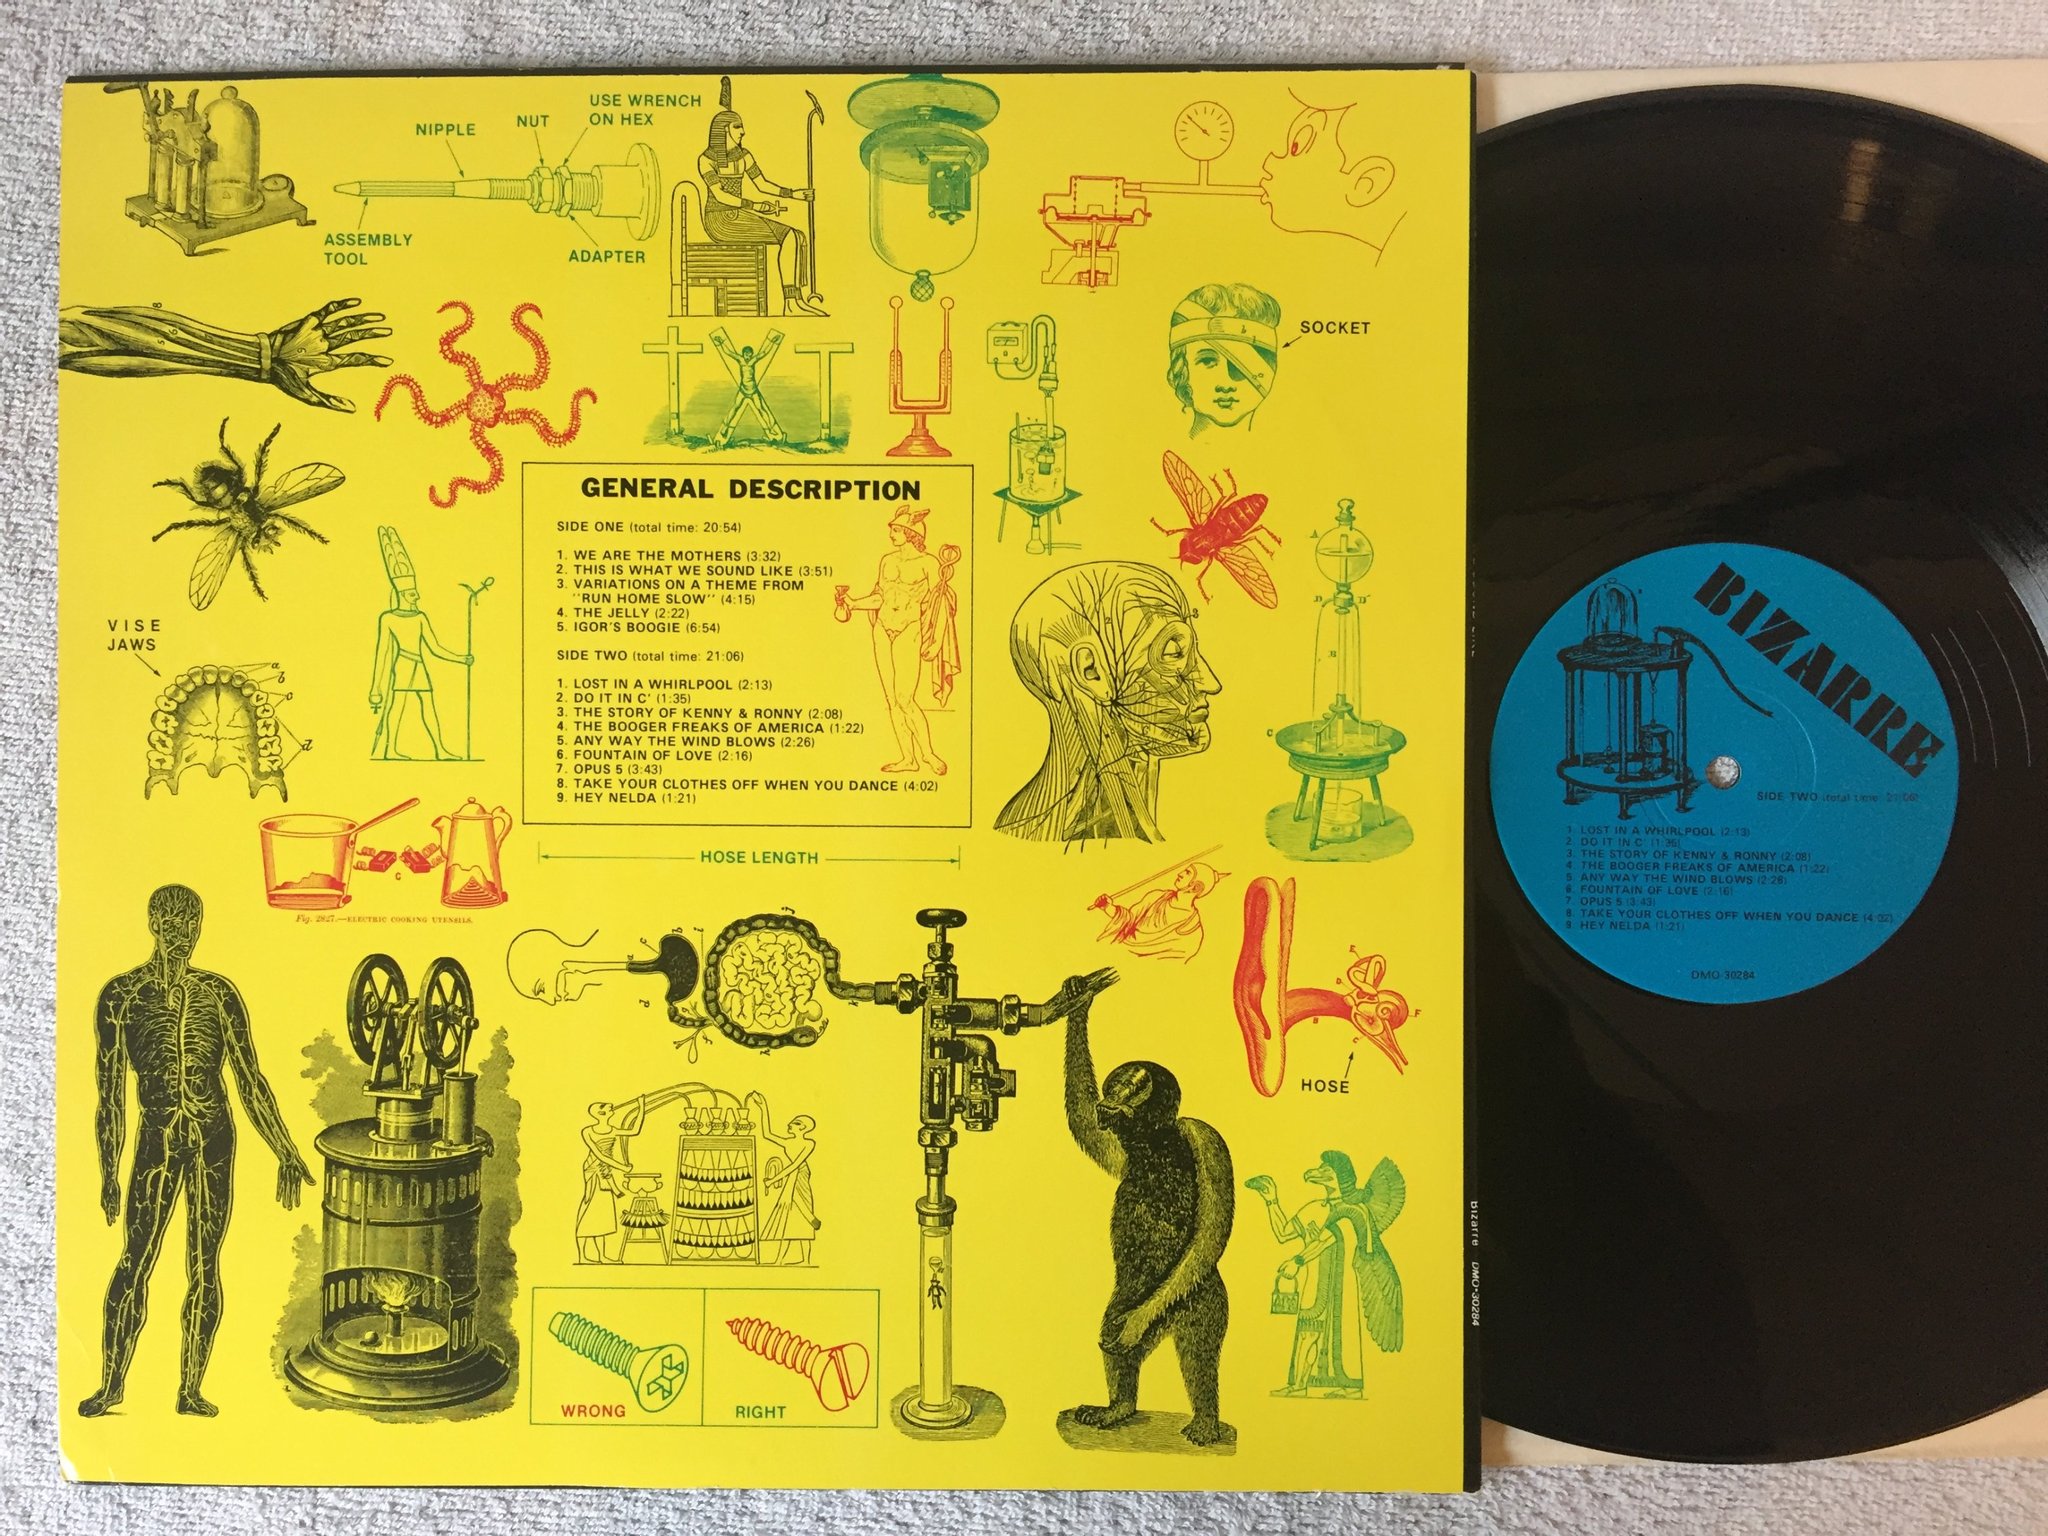 USE WRENCH
ON HEX
NUT
NIPPLE
ASSEMBLY
TOOL
ADAPTER
SOCKET
VISE
JAWS
GENERAL DESCRIPTION
SIDE ONE (total time: 20:54)
1. WE ARE THE MOTHERS (3:32)
2. THIS IS WHAT WE SOUND LIKE (3:51)
3. VARIATIONS ON A THEME FROM
"RUN HOME SLOW" (4:15)
4. THE JELLY (2:22)
5. IGOR'S BOOGIE (6:54)
SIDE TWO (total time: 21:06)
1. LOST IN A WHIRLPOOL (2:13)
2. DO IT IN C' (1:35)
3. THE STORY OF KENNY & RONNY (2:08)
4. THE BOOGER FREAKS OF AMERICA (1:22)
5. ANY WAY THE WIND BLOWS (2:26)
6. FOUNTAIN OF LOVE (2:16)
7. OPUS 5 (3:43)
8. TAKE YOUR CLOTHES OFF WHEN YOU DANCE (4:02)
9. HEY NELDA (1:21)
HOSE LENGTH
Fig. 2827.—ELECTRIC COOKING UTENSILS.
HOSE
WRONG
RIGHT
Bizarre DMO-30284
BIZARRE
SIDE TWO (total time: 21:06)
1. LOST IN A WHIRLPOOL (2:13)
2. DO IT IN C' (1:35)
3. THE STORY OF KENNY & RONNY (2:08)
4. THE BOOGER FREAKS OF AMERICA (1:22)
5. ANY WAY THE WIND BLOWS (2:26)
6. FOUNTAIN OF LOVE (2:16)
7. OPUS 5 (3:43)
8. TAKE YOUR CLOTHES OFF WHEN YOU DANCE (4:02)
9. HEY NELDA (1:21)
DMO-30284